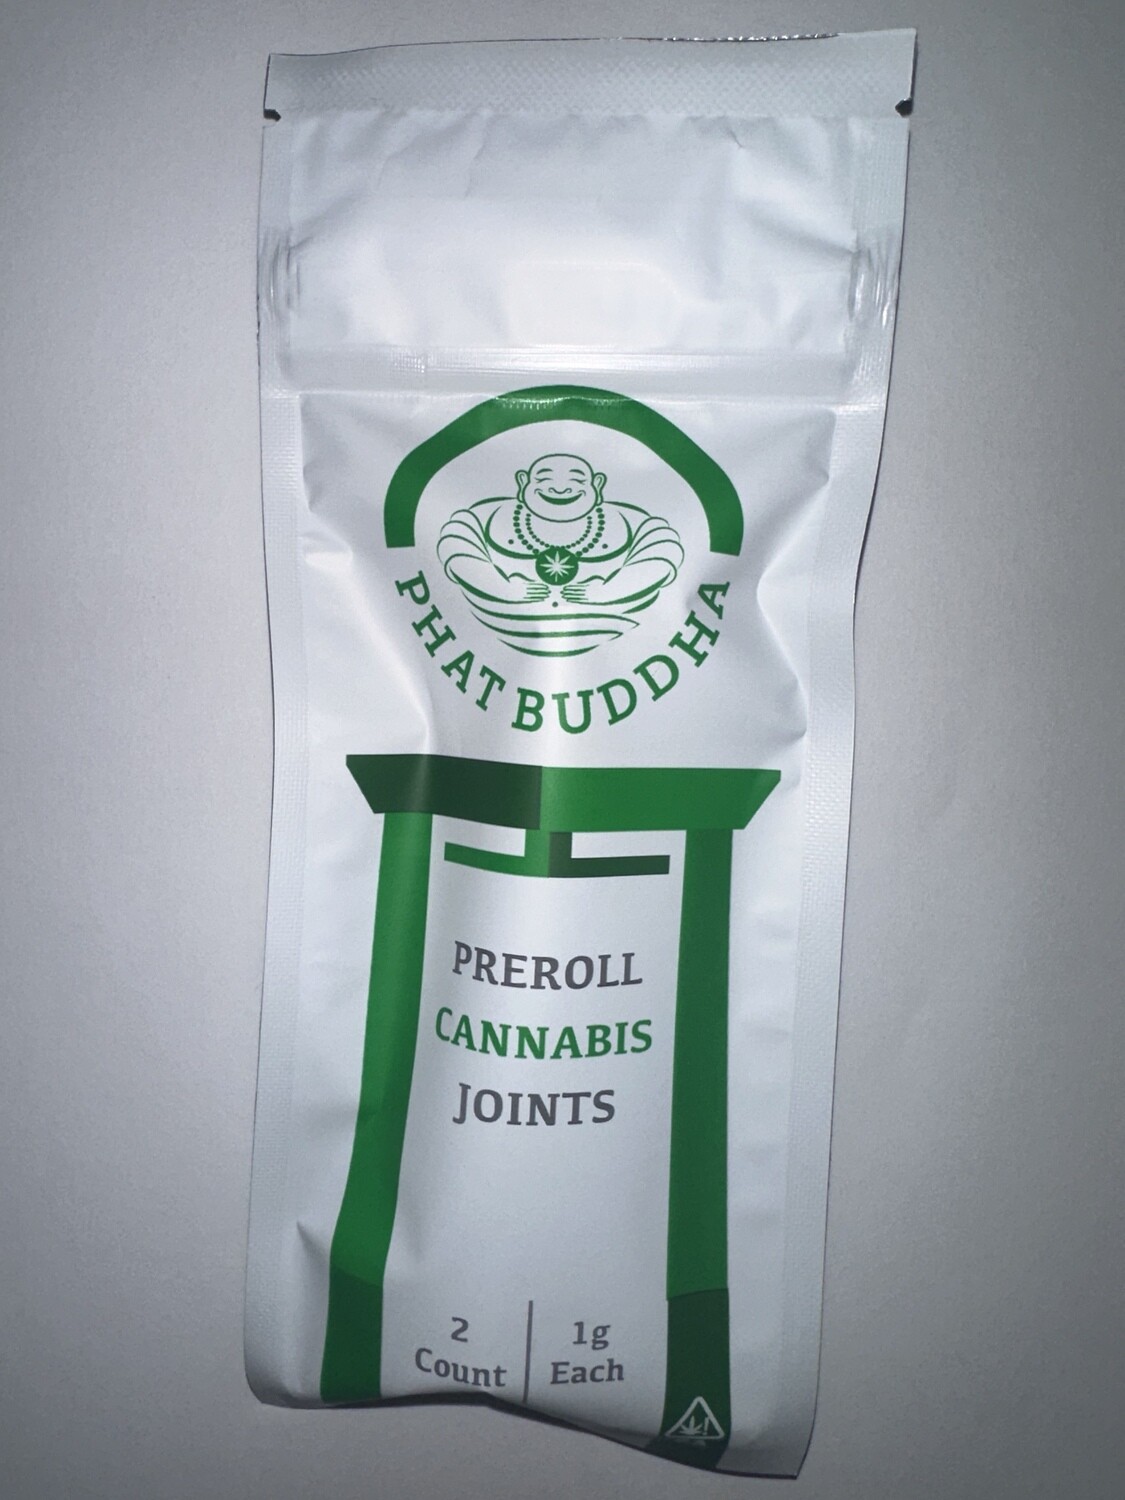 PHAT BUDDHA
PREROLL
CANNABIS
JOINTS
2
Count
1g
Each
!